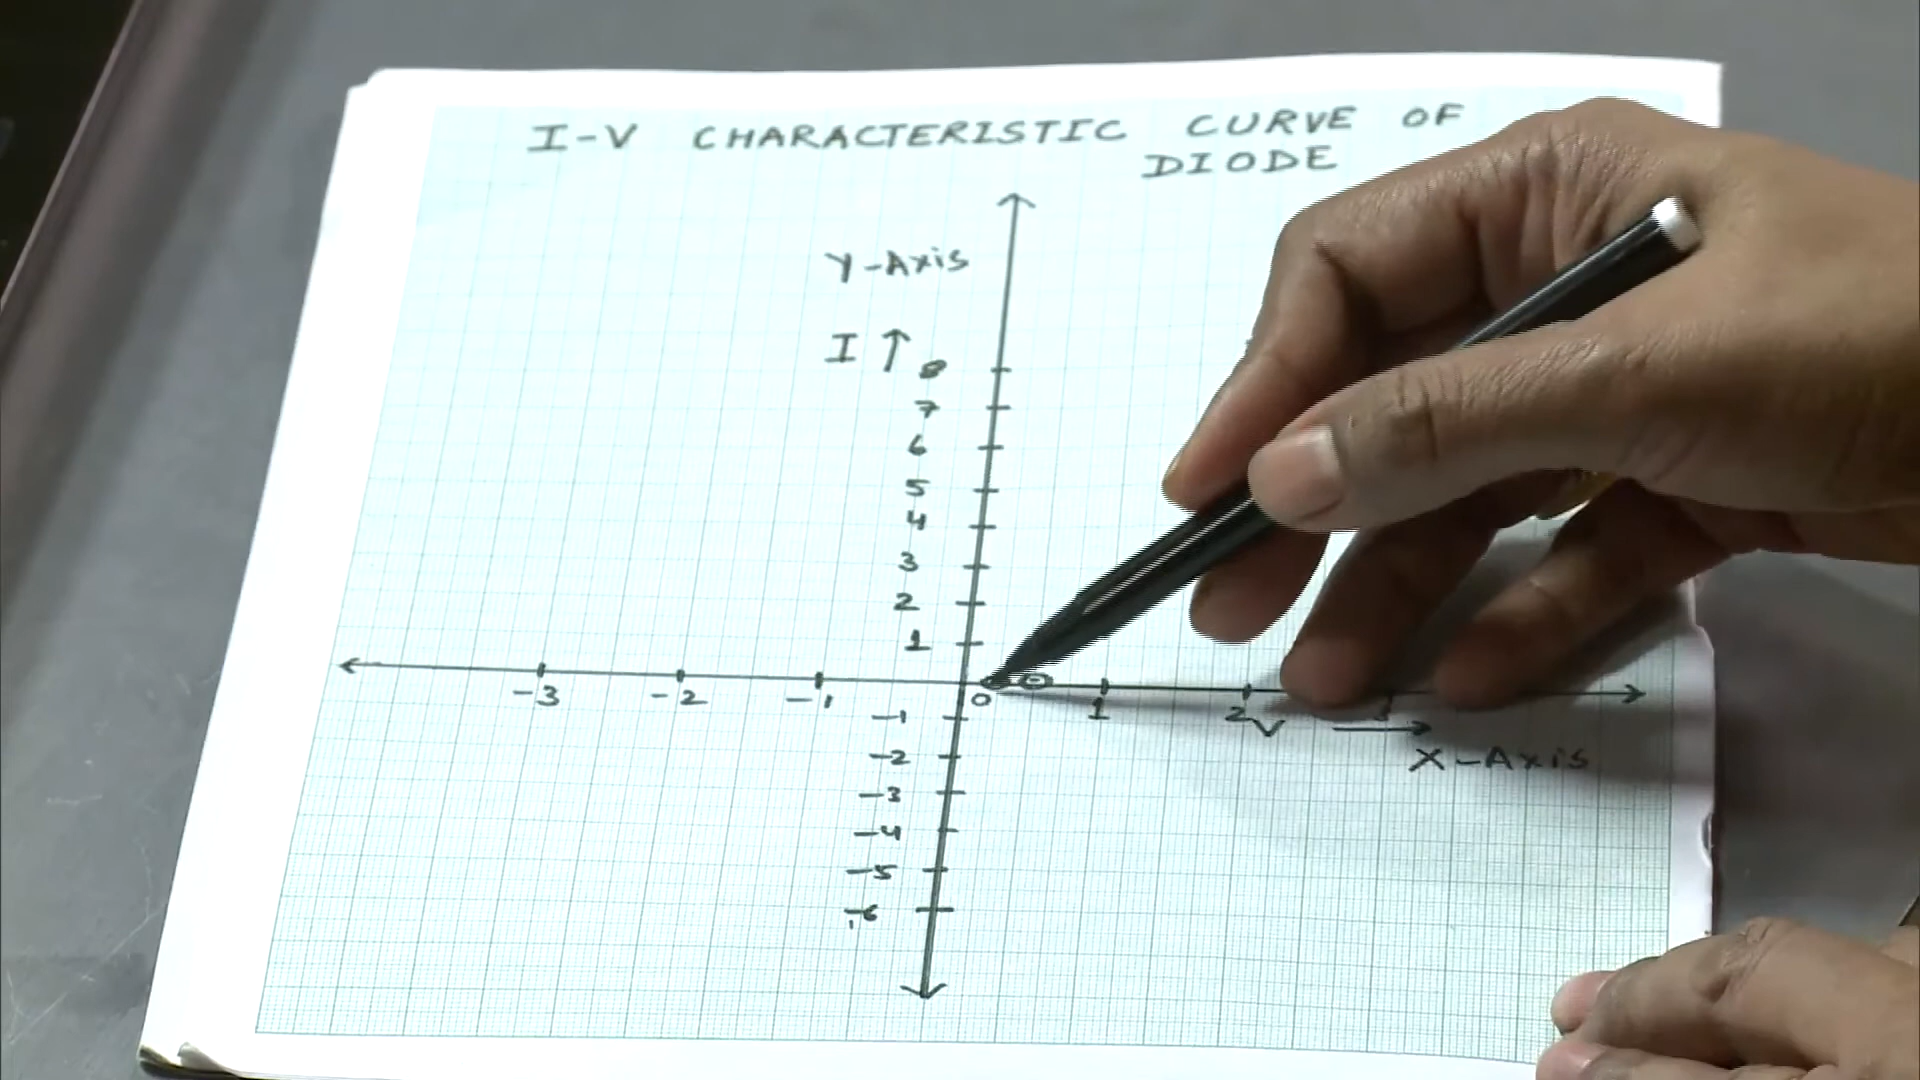 I-V CHARACTERISTIC CURVE OF
DIODE
Y-Axis
I ↑
8
7
6
5
4
3
2
1
-3 -2 -1 0 1 2
V →
X-Axis
-1
-2
-3
-4
-5
-6